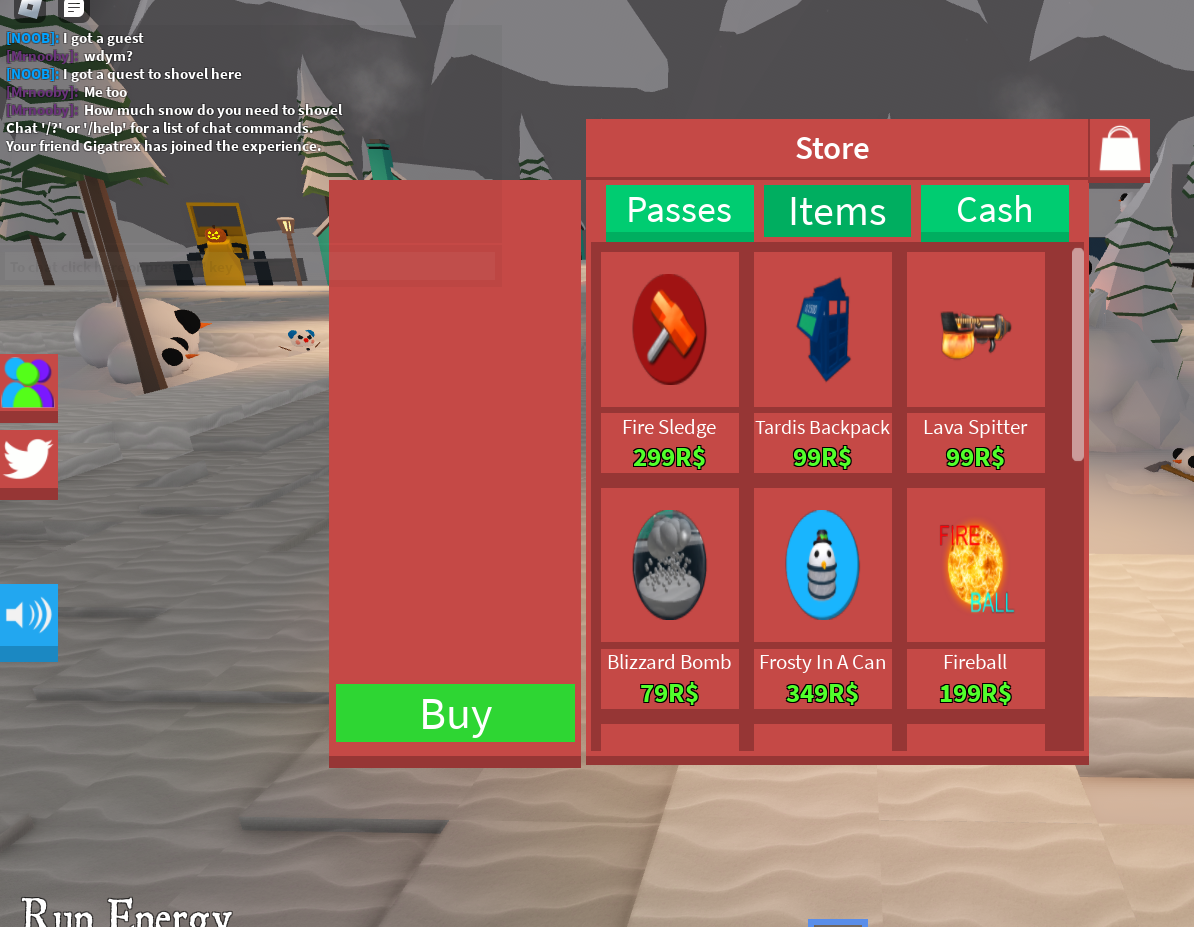 [NOOB]: I got a guest
[Mrnooby]: wdym?
[NOOB]: I got a quest to shovel here
[Mrnooby]: Me too
[Mrnooby]: How much snow do you need to shovel
Chat '/?' or '/help' for a list of chat commands.
Your friend Gigatrex has joined the experience.
To chat click here or press / key
Store
Passes
Items
Cash
Fire Sledge
299R$
Tardis Backpack
99R$
Lava Spitter
99R$
FIRE
BALL
Blizzard Bomb
79R$
Frosty In A Can
349R$
Fireball
199R$
Buy
Run Energy